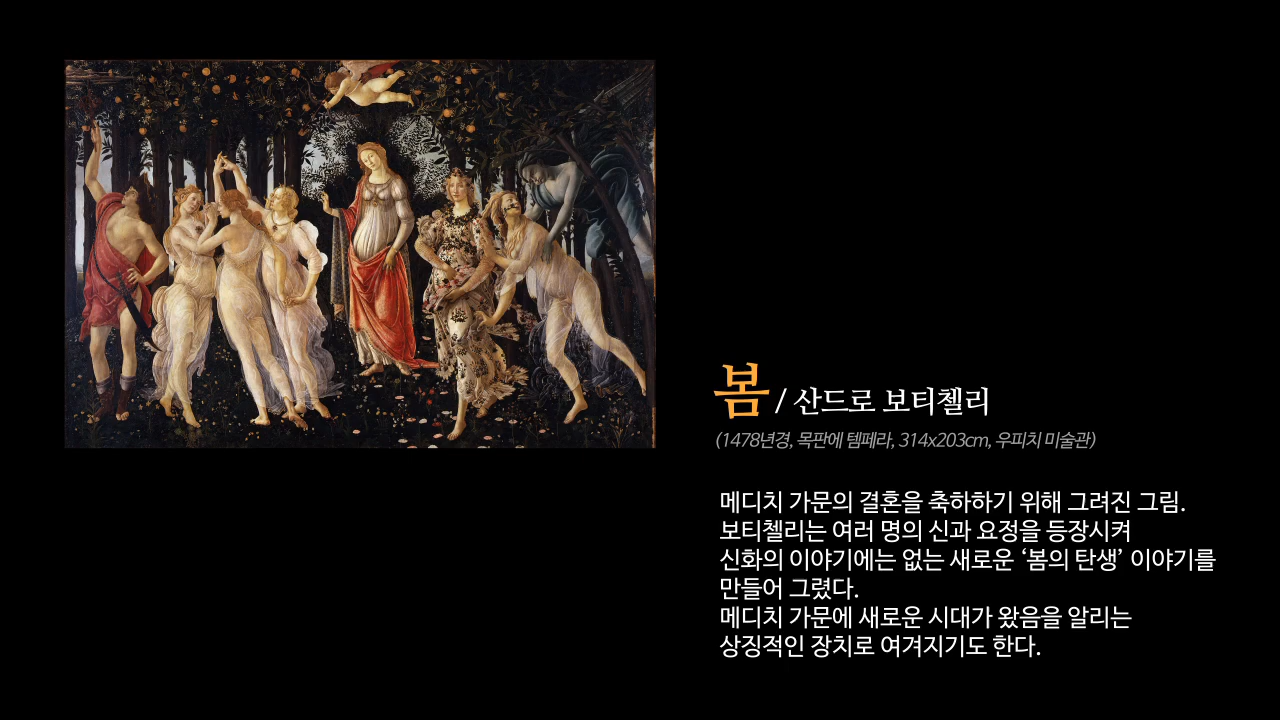 봄 / 산드로 보티첼리
(1478년경, 목판에 템페라, 314x203cm, 우피치 미술관)
메디치 가문의 결혼을 축하하기 위해 그려진 그림.
보티첼리는 여러 명의 신과 요정을 등장시켜
신화의 이야기에는 없는 새로운 ‘봄의 탄생’ 이야기를
만들어 그렸다.
메디치 가문에 새로운 시대가 왔음을 알리는
상징적인 장치로 여겨지기도 한다.